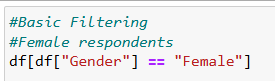 #Basic Filtering
#Female respondents
df[df["Gender"] == "Female"]